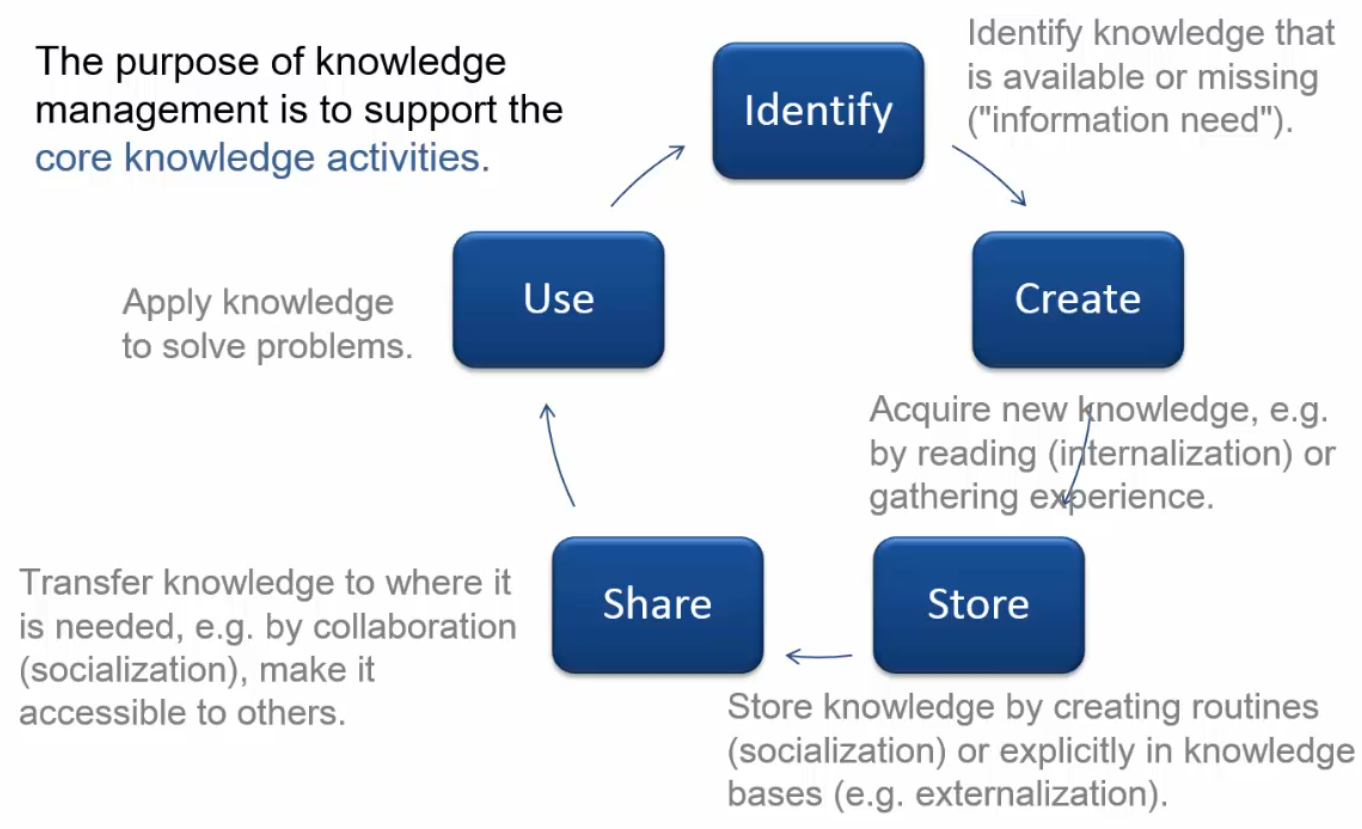 The purpose of knowledge
management is to support the
core knowledge activities.
Identify
Identify knowledge that
is available or missing
("information need").
Create
Acquire new knowledge, e.g.
by reading (internalization) or
gathering experience.
Store
Store knowledge by creating routines
(socialization) or explicitly in knowledge
bases (e.g. externalization).
Share
Transfer knowledge to where it
is needed, e.g. by collaboration
(socialization), make it
accessible to others.
Use
Apply knowledge
to solve problems.